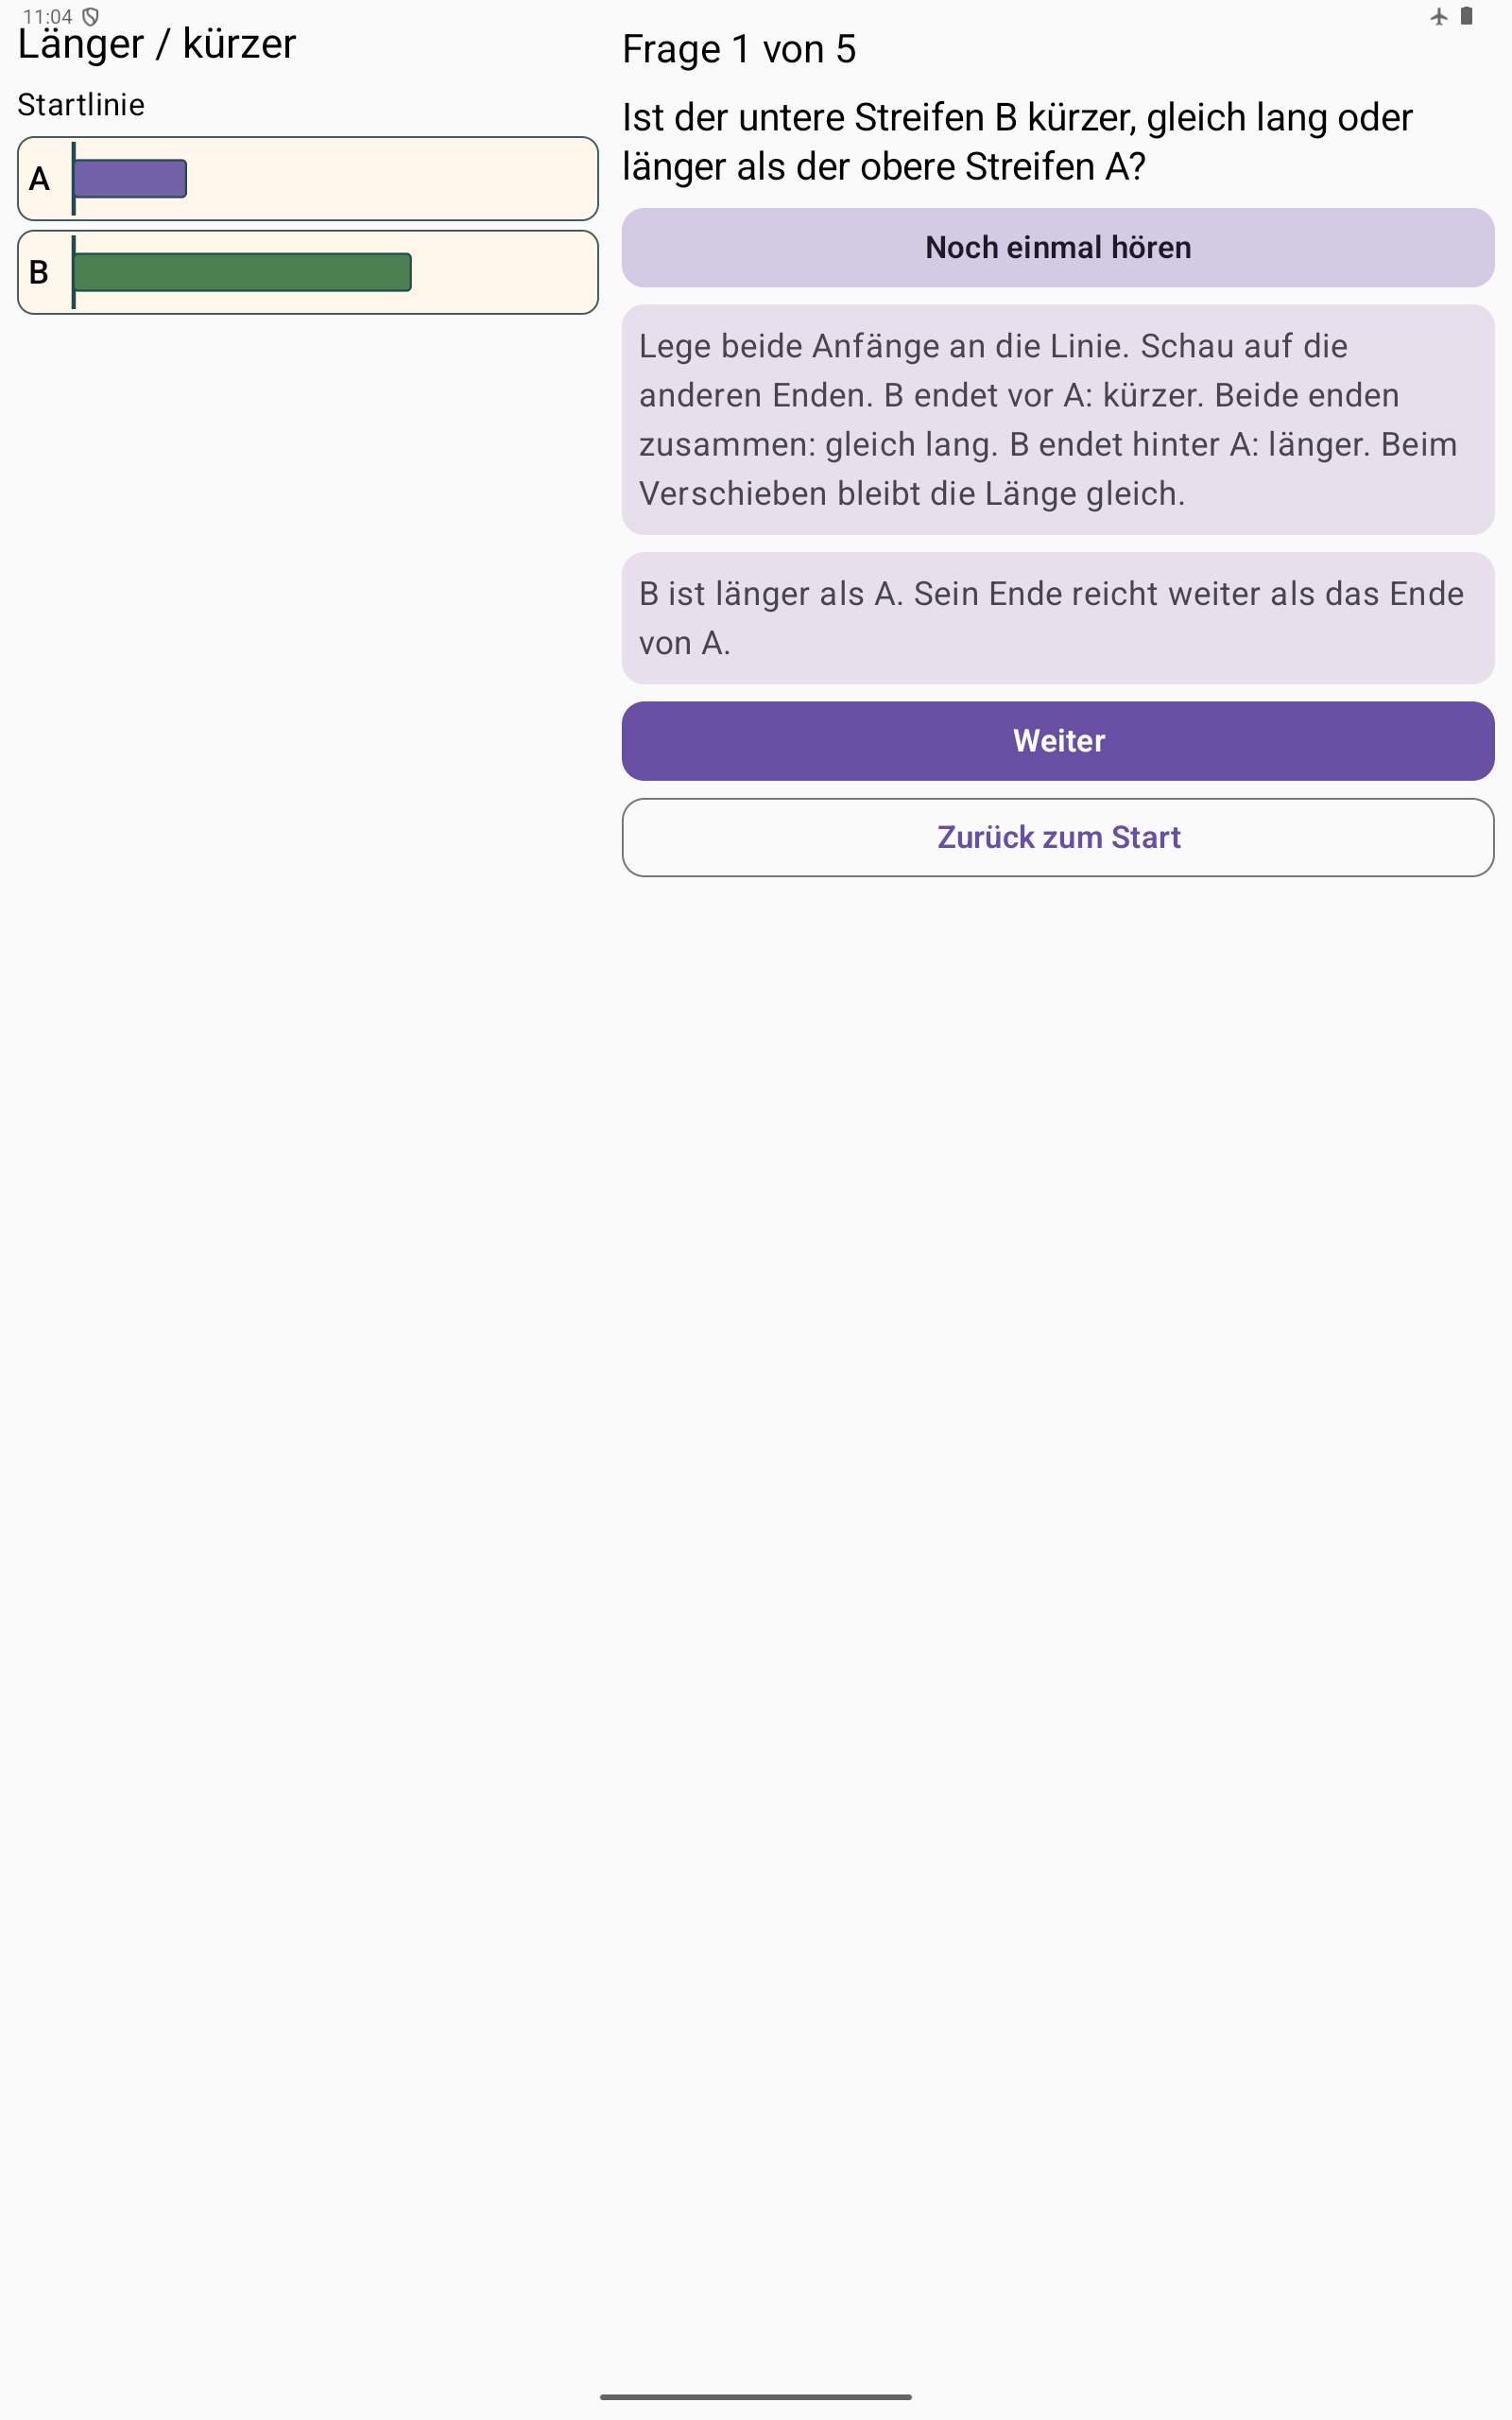 11:04
Länger / kürzer
Startlinie
A
B
Frage 1 von 5
Ist der untere Streifen B kürzer, gleich lang oder
länger als der obere Streifen A?
Noch einmal hören
Lege beide Anfänge an die Linie. Schau auf die
anderen Enden. B endet vor A: kürzer. Beide enden
zusammen: gleich lang. B endet hinter A: länger. Beim
Verschieben bleibt die Länge gleich.
B ist länger als A. Sein Ende reicht weiter als das Ende
von A.
Weiter
Zurück zum Start